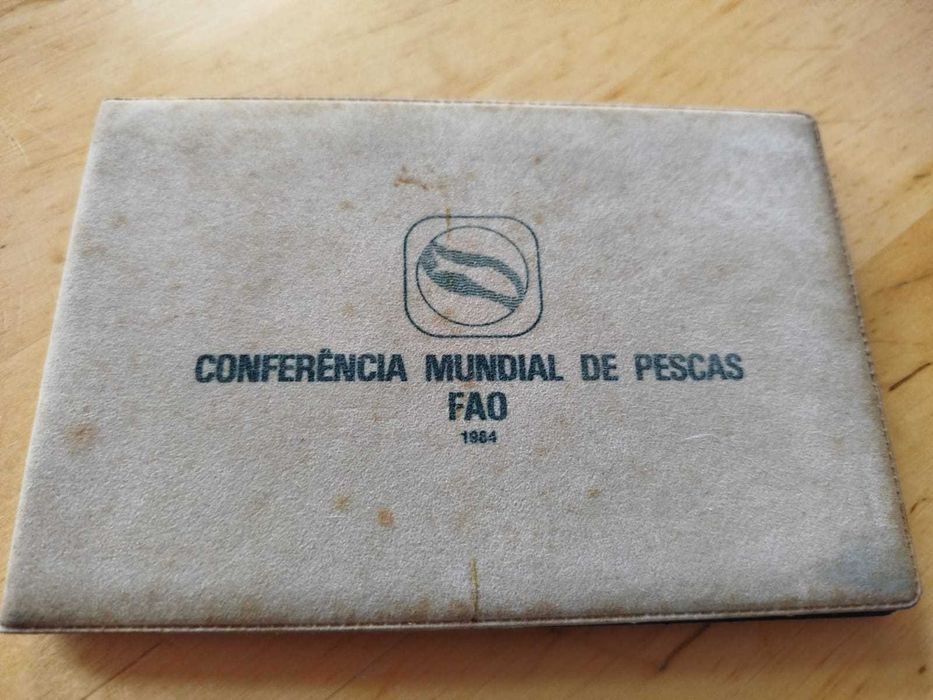 CONFERÊNCIA MUNDIAL DE PESCAS
FAO
1984